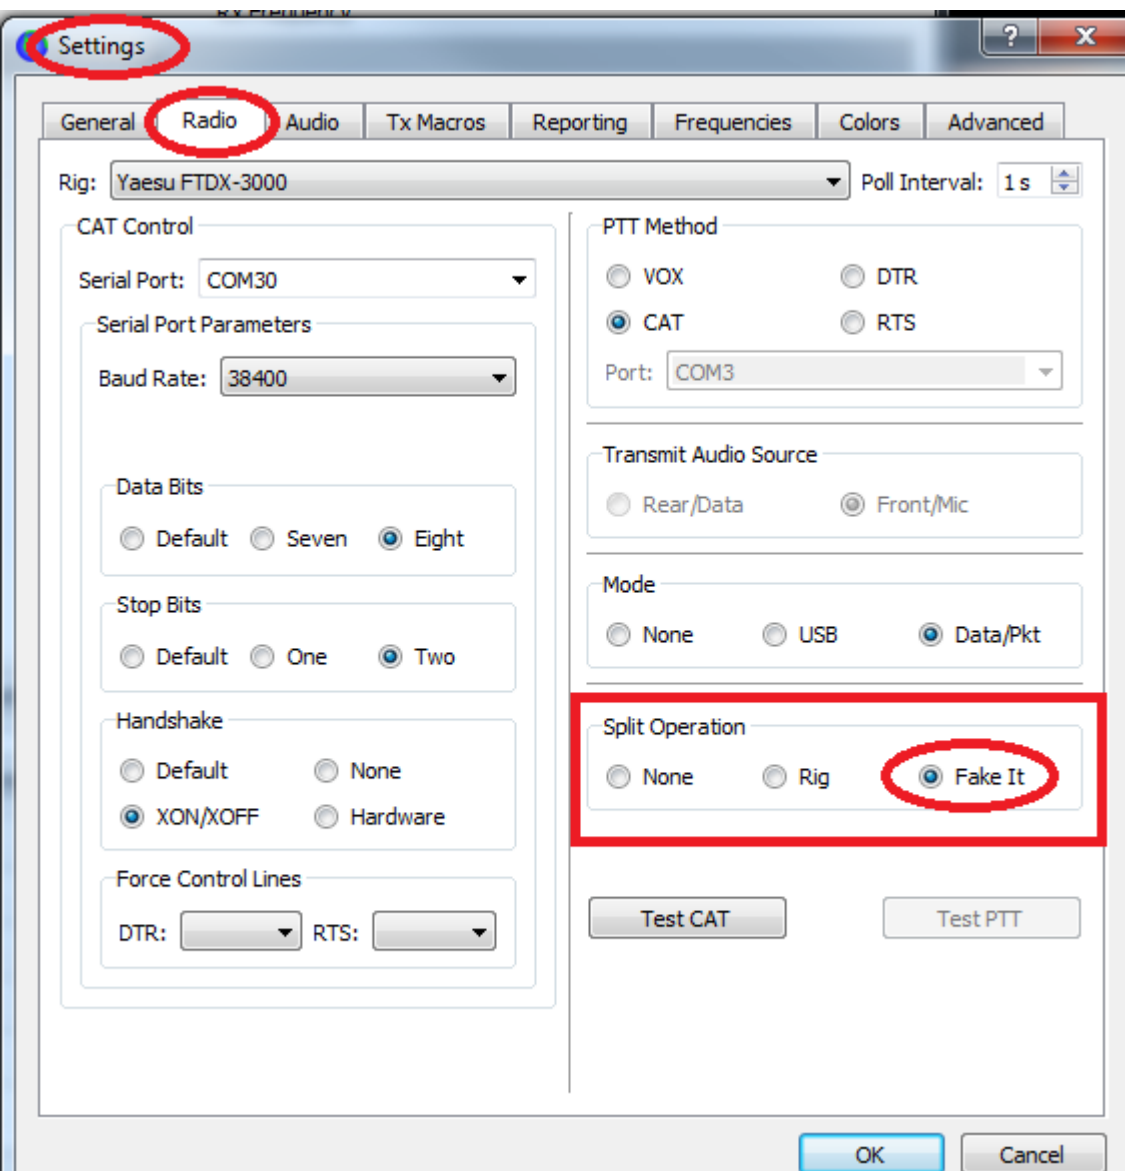 RX Frequency
Settings
?
X
General Radio Audio Tx Macros Reporting Frequencies Colors Advanced
Rig: Yaesu FTDX-3000 Poll Interval: 1 s
CAT Control
Serial Port: COM30
Serial Port Parameters
Baud Rate: 38400
Data Bits
Default Seven Eight
Stop Bits
Default One Two
Handshake
Default None
XON/XOFF Hardware
Force Control Lines
DTR: RTS:
PTT Method
VOX DTR
CAT RTS
Port: COM3
Transmit Audio Source
Rear/Data Front/Mic
Mode
None USB Data/Pkt
Split Operation
None Rig Fake It
Test CAT Test PTT
OK Cancel